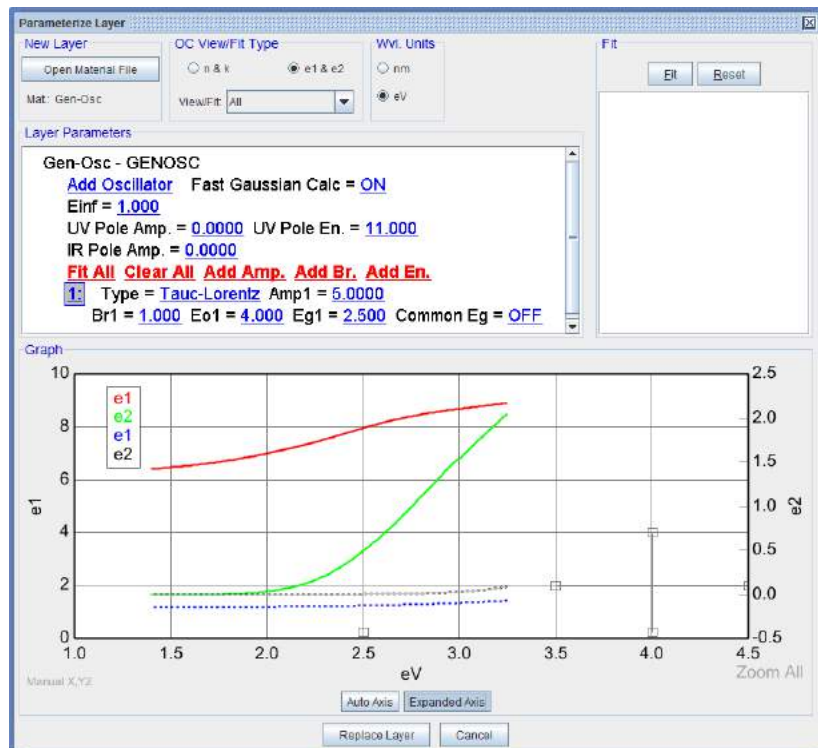 Parameterize Layer
New Layer
Open Material File
Mat: Gen-Osc
OC View/Fit Type
n & k e1 & e2
View/Fit: All
Wvl. Units
nm
eV
Fit
Fit Reset
Layer Parameters
Gen-Osc - GENOSC
Add Oscillator Fast Gaussian Calc = ON
Einf = 1.000
UV Pole Amp. = 0.0000 UV Pole En. = 11.000
IR Pole Amp. = 0.0000
Fit All Clear All Add Amp. Add Br. Add En.
1: Type = Tauc-Lorentz Amp1 = 5.0000
Br1 = 1.000 Eo1 = 4.000 Eg1 = 2.500 Common Eg = OFF
Graph
10
8
6
4
2
0
e1
e1
e2
e1
e2
2.5
2.0
1.5
1.0
0.5
0.0
-0.5
e2
1.0 1.5 2.0 2.5 3.0 3.5 4.0 4.5
eV
Manual X,Y2
Zoom All
Auto Axis Expanded Axis
Replace Layer Cancel